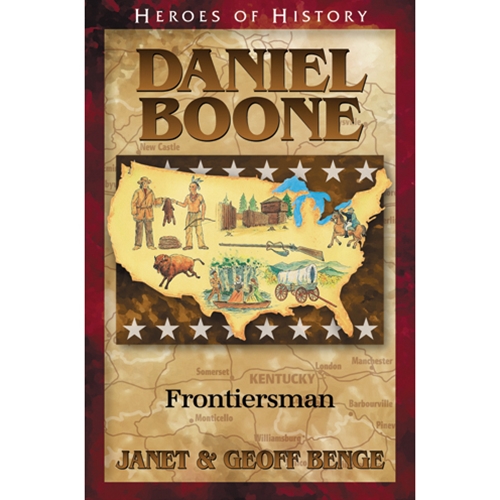 HEROES OF HISTORY
DANIEL
BOONE
New Castle
Somerset
London
Manchester
KENTUCKY
Frontiersman
Barbourville
Monticello
Williamsburg
JANET & GEOFF BENGE